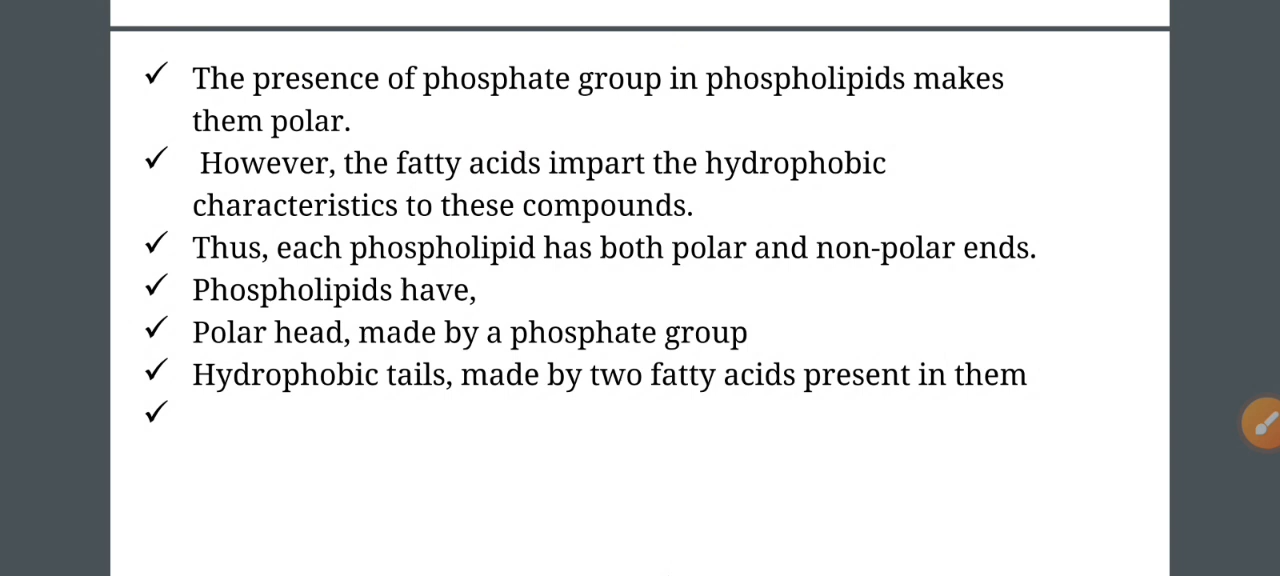 ✓ The presence of phosphate group in phospholipids makes
them polar.
✓ However, the fatty acids impart the hydrophobic
characteristics to these compounds.
✓ Thus, each phospholipid has both polar and non-polar ends.
✓ Phospholipids have,
✓ Polar head, made by a phosphate group
✓ Hydrophobic tails, made by two fatty acids present in them
✓